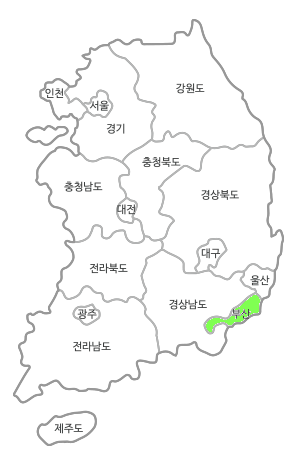 강원도
인천
서울
경기
충청북도
충청남도
경상북도
대전
대구
전라북도
울산
경상남도
광주
부산
전라남도
제주도